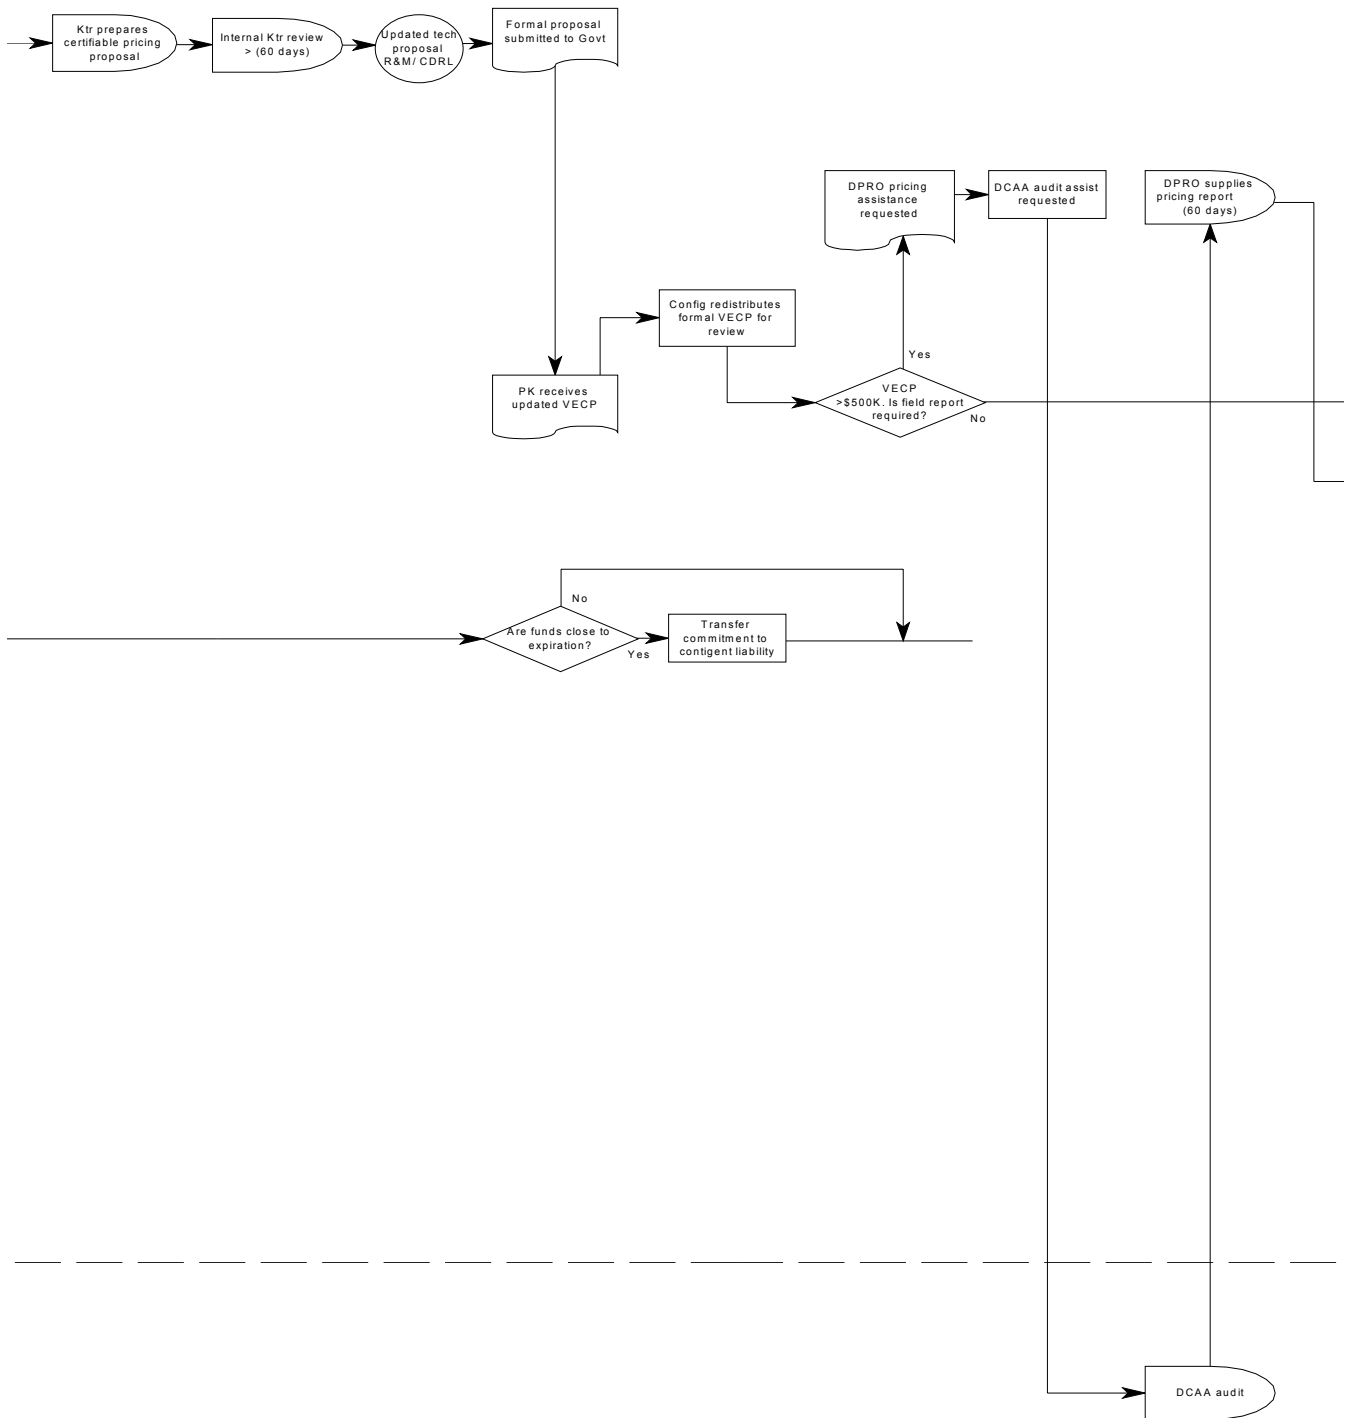 Ktr prepares
certifiable pricing
proposal
Internal Ktr review
> (60 days)
Updated tech
proposal
R&M/ CDRL
Formal proposal
submitted to Govt
DPRO pricing
assistance
requested
DCAA audit assist
requested
DPRO supplies
pricing report
(60 days)
Config redistributes
formal VECP for
review
Yes
PK receives
updated VECP
VECP
>$500K. Is field report
required?
No
No
Are funds close to
expiration?
Yes
Transfer
commitment to
contigent liability
DCAA audit